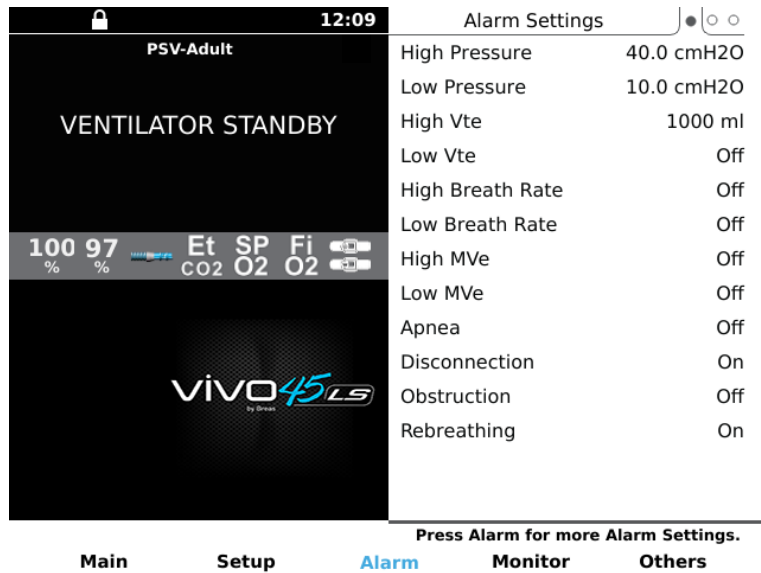 12:09
PSV-Adult
VENTILATOR STANDBY
100 97 Et SP Fi
% % CO2 O2 O2
vivo 45 LS
by Breas
Alarm Settings
High Pressure 40.0 cmH2O
Low Pressure 10.0 cmH2O
High Vte 1000 ml
Low Vte Off
High Breath Rate Off
Low Breath Rate Off
High MVe Off
Low MVe Off
Apnea Off
Disconnection On
Obstruction Off
Rebreathing On
Press Alarm for more Alarm Settings.
Main Setup Alarm Monitor Others